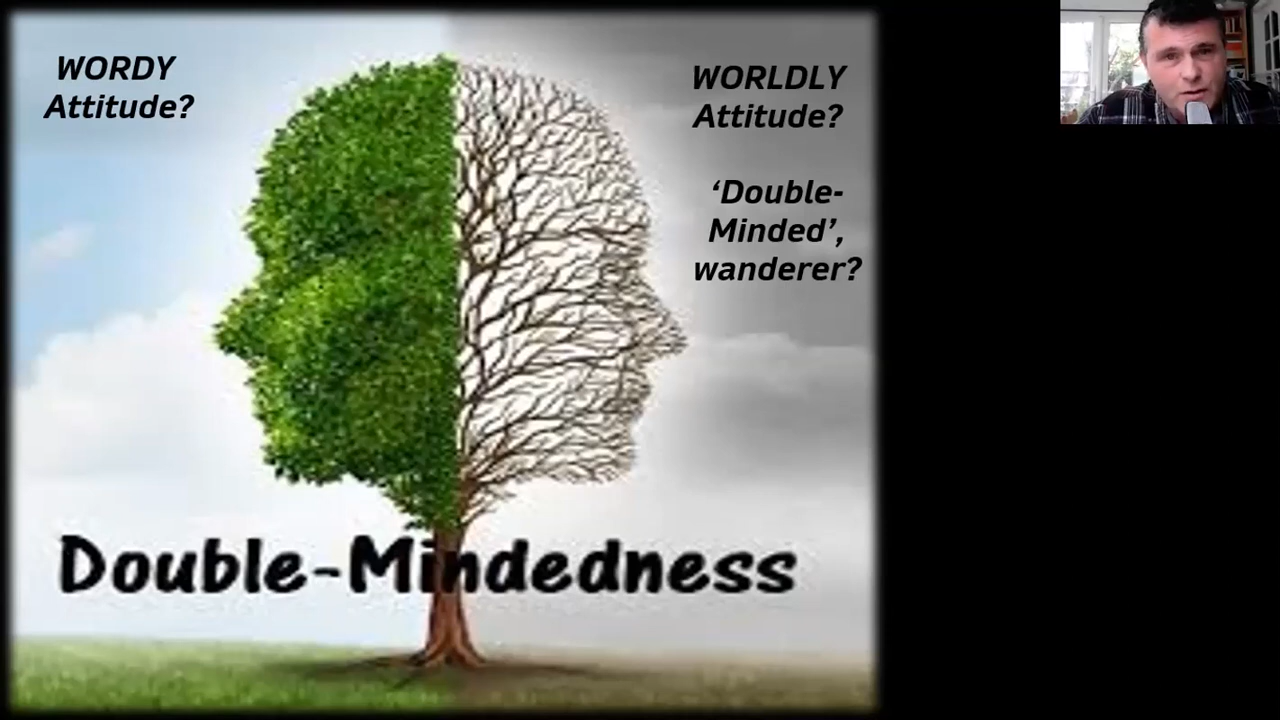 WORDY
Attitude?
WORLDLY
Attitude?
‘Double-
Minded’,
wanderer?
Double-Mindedness